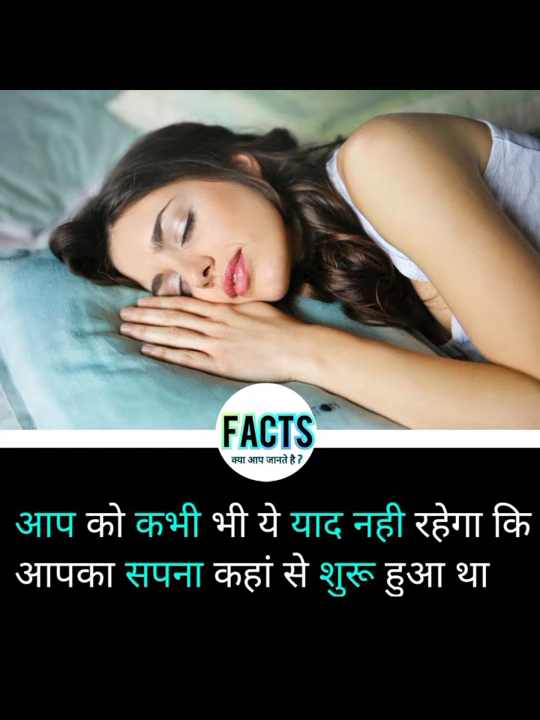 FACTS
क्या आप जानते है ?
आप को कभी भी ये याद नही रहेगा कि
आपका सपना कहां से शुरू हुआ था